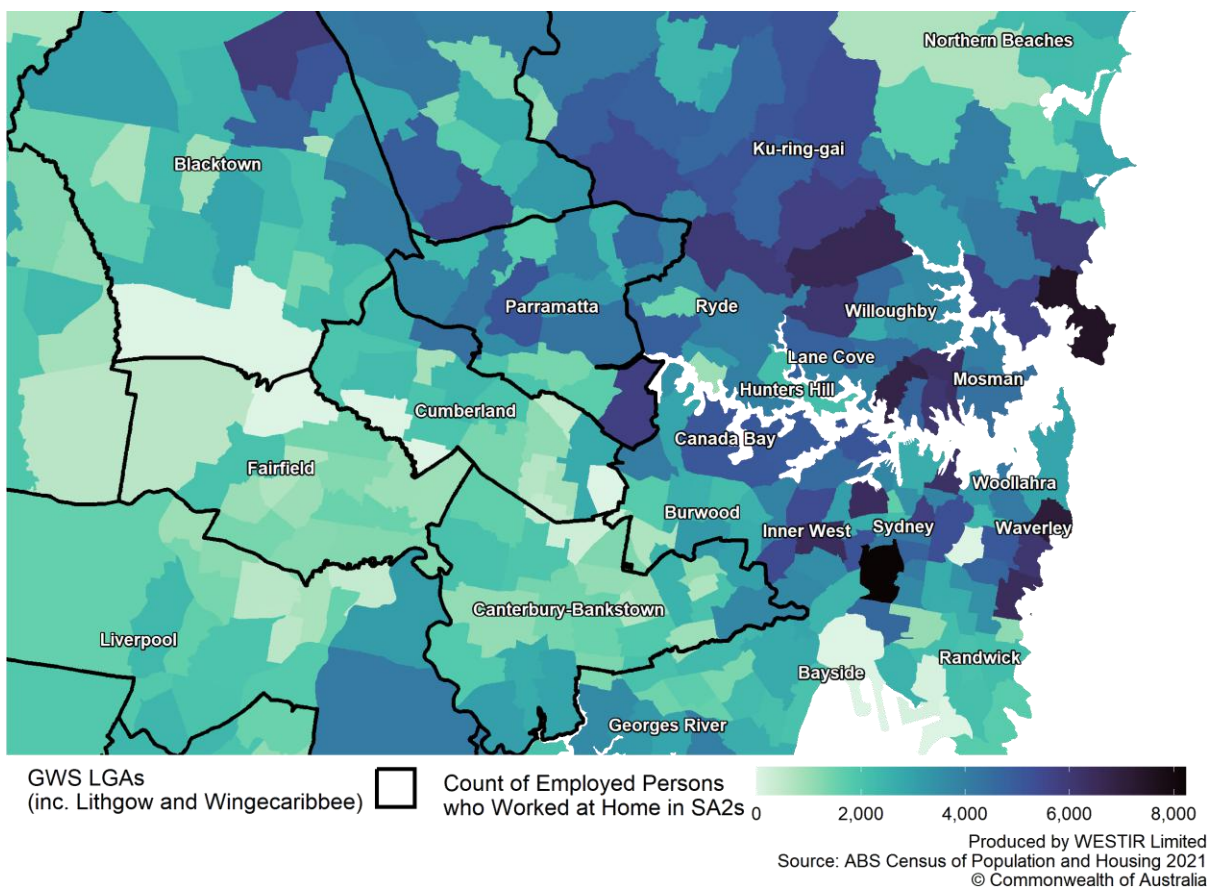 Northern Beaches
Ku-ring-gai
Blacktown
Parramatta
Ryde
Willoughby
Lane Cove
Mosman
Hunters Hill
Cumberland
Canada Bay
Fairfield
Woollahra
Burwood
Inner West
Sydney
Waverley
Canterbury-Bankstown
Liverpool
Randwick
Bayside
Georges River
GWS LGAs
(inc. Lithgow and Wingecaribbee)
Count of Employed Persons
who Worked at Home in SA2s
0 2,000 4,000 6,000 8,000
Produced by WESTIR Limited
Source: ABS Census of Population and Housing 2021
© Commonwealth of Australia